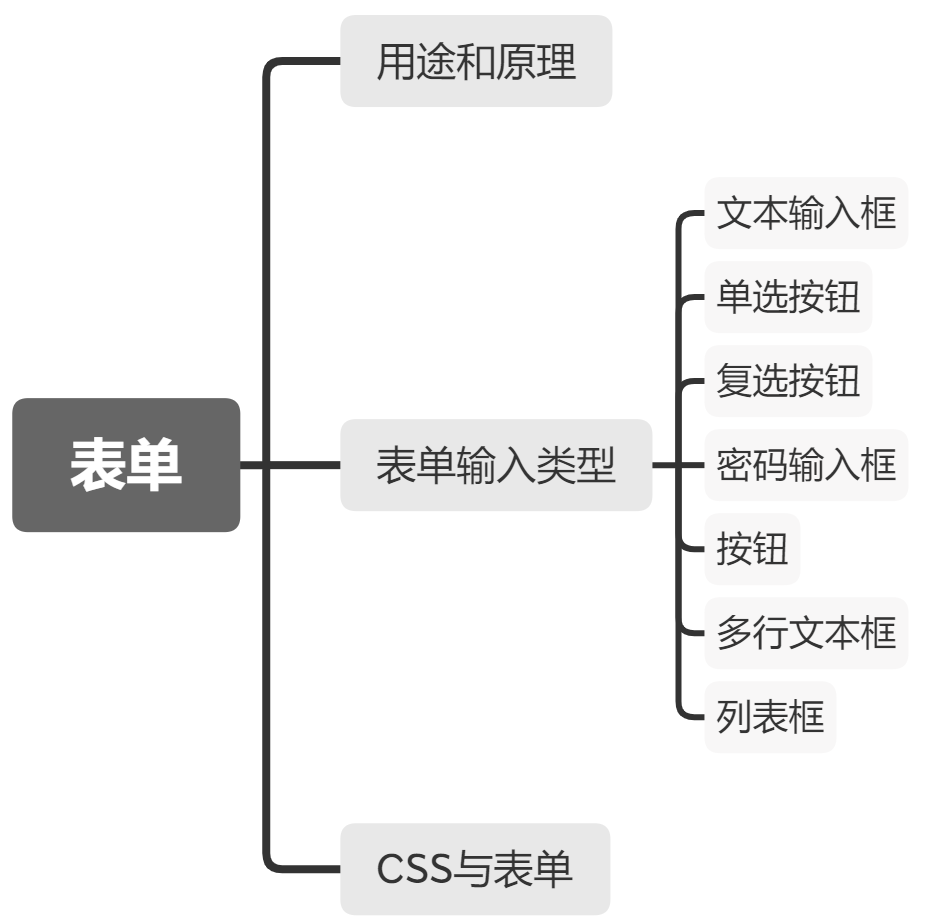 表单
用途和原理
表单输入类型
文本输入框
单选按钮
复选按钮
密码输入框
按钮
多行文本框
列表框
CSS与表单